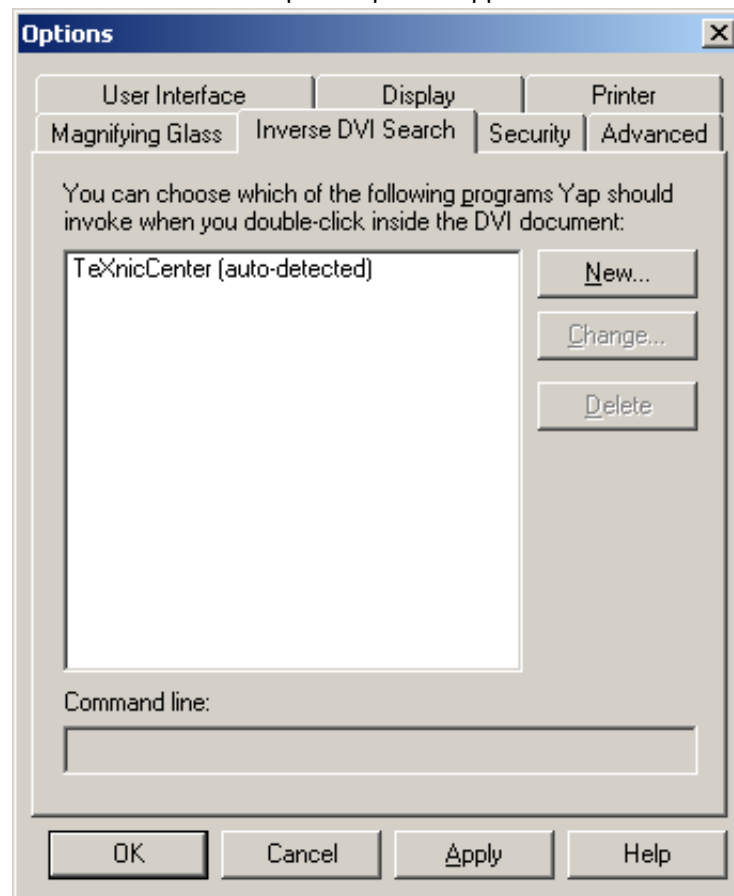 Options
User Interface Display Printer
Magnifying Glass Inverse DVI Search Security Advanced
You can choose which of the following programs Yap should
invoke when you double-click inside the DVI document:
TeXnicCenter (auto-detected)
New...
Change...
Delete
Command line:
OK Cancel Apply Help